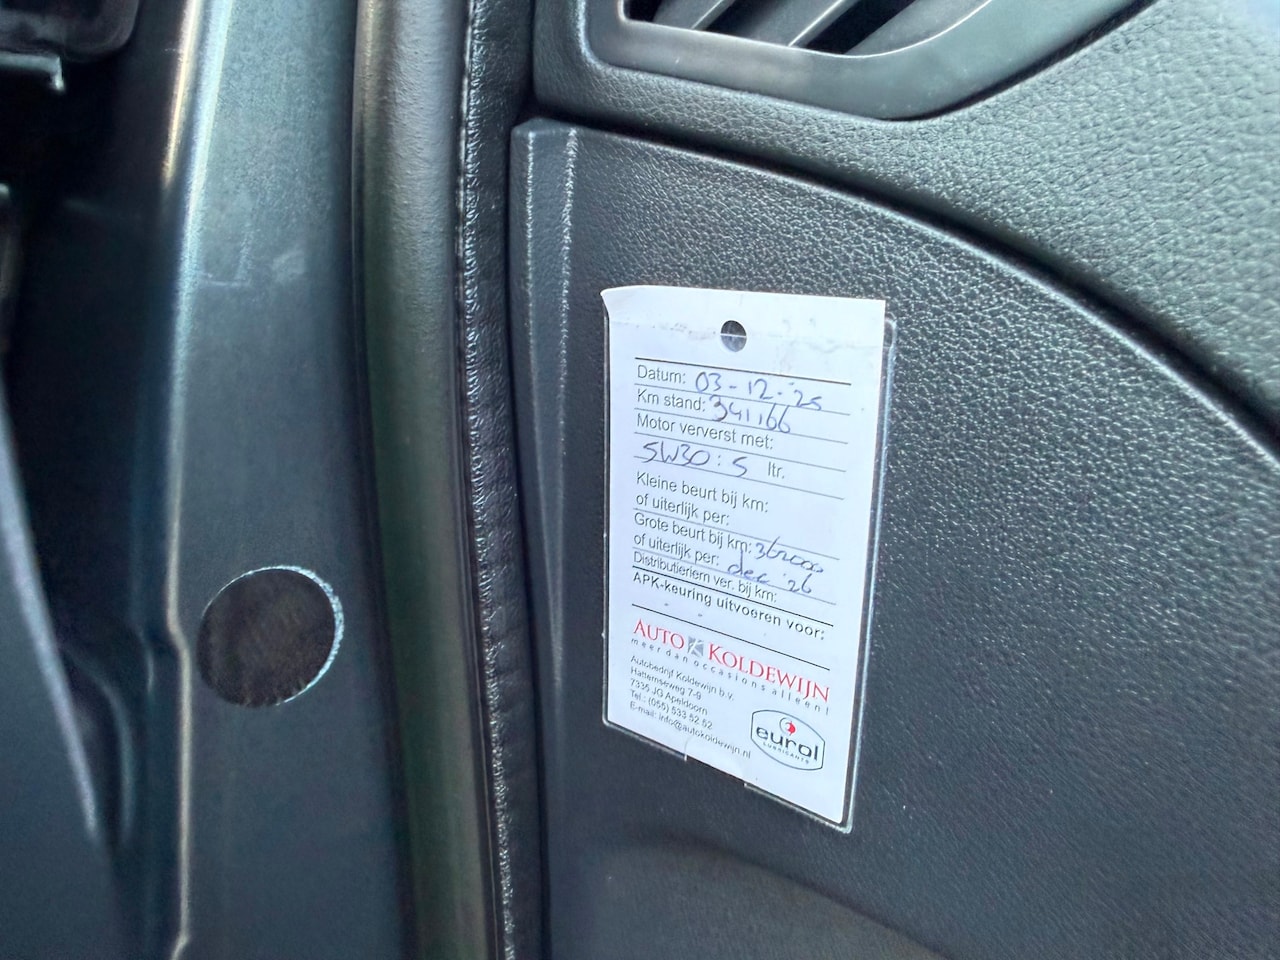 Datum: 03-12-'25
Km stand: 341166
Motor ververst met:
5W30 : 5 ltr.
Kleine beurt bij km:
of uiterlijk per:
Grote beurt bij km: 362000
of uiterlijk per: dec '26
Distributieriem ver. bij km:
APK-keuring uitvoeren voor:
AUTO K KOLDEWIJN
meer dan occasions alleen!
Autobedrijf Koldewijn b.v.
Hattemseweg 7-9
7335 JG Apeldoorn
Tel.: (055) 533 52 52
E-mail: info@autokoldewijn.nl
eurol
LUBRICANTS